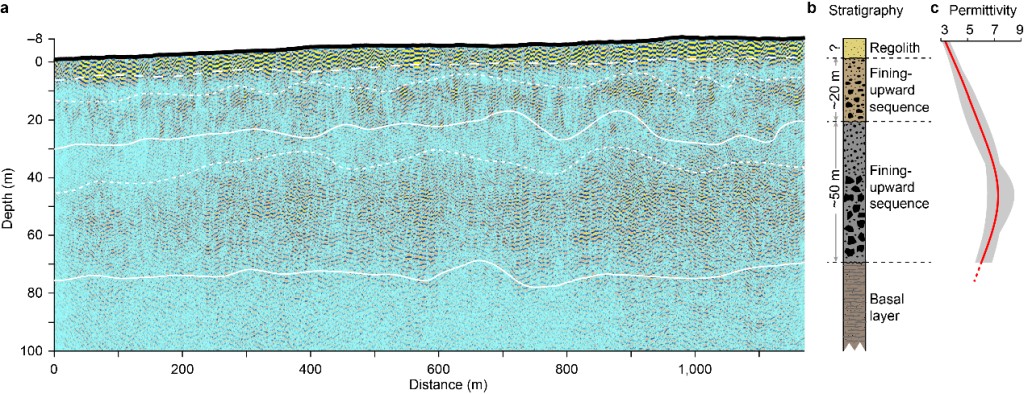 a
b Stratigraphy
c Permittivity
3 5 7 9
–8
0
20
40
60
80
100
Depth (m)
0 200 400 600 800 1,000
Distance (m)
?
~20 m
~50 m
Regolith
Fining-
upward
sequence
Fining-
upward
sequence
Basal
layer